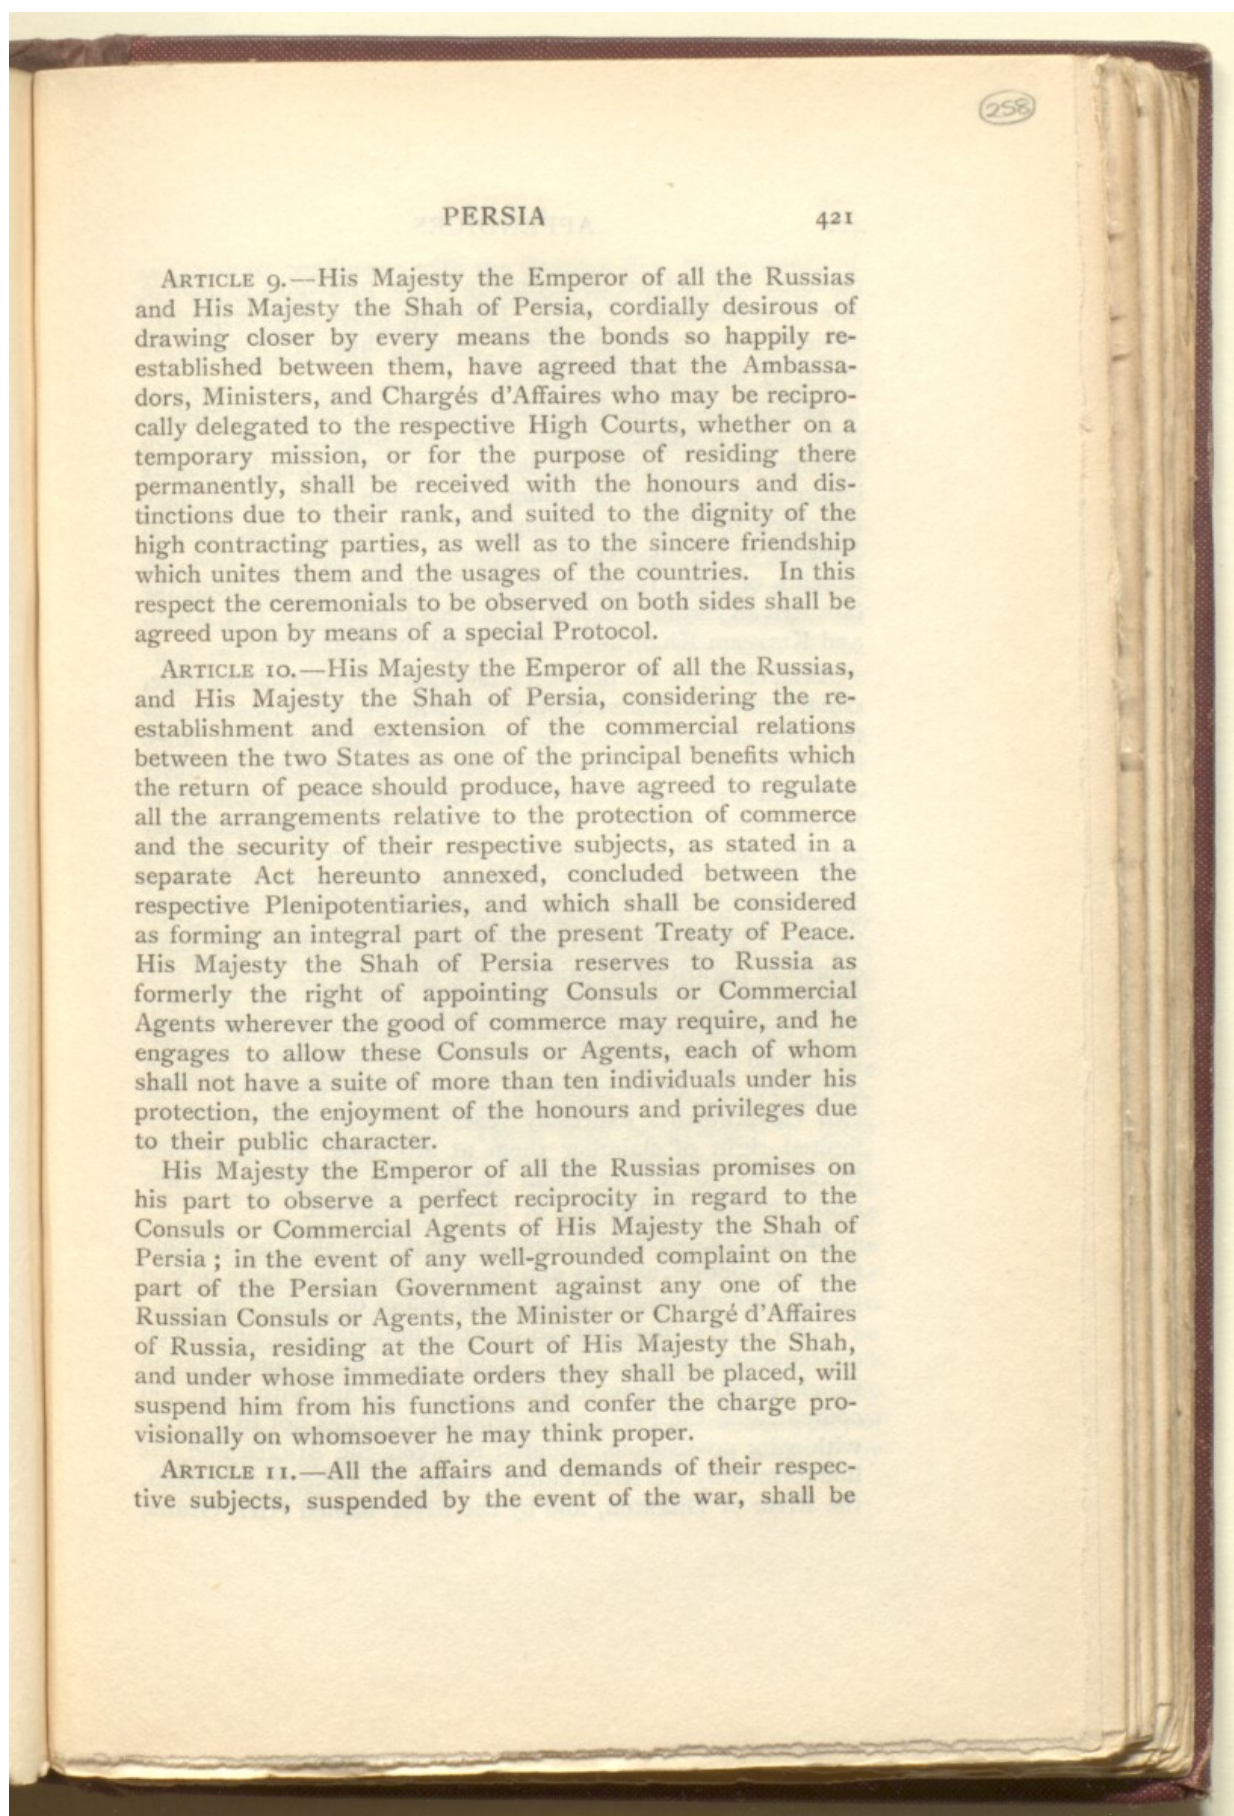 258
PERSIA 421
ARTICLE 9.—His Majesty the Emperor of all the Russias
and His Majesty the Shah of Persia, cordially desirous of
drawing closer by every means the bonds so happily re-
established between them, have agreed that the Ambassa-
dors, Ministers, and Chargés d'Affaires who may be recipro-
cally delegated to the respective High Courts, whether on a
temporary mission, or for the purpose of residing there
permanently, shall be received with the honours and dis-
tinctions due to their rank, and suited to the dignity of the
high contracting parties, as well as to the sincere friendship
which unites them and the usages of the countries. In this
respect the ceremonials to be observed on both sides shall be
agreed upon by means of a special Protocol.
ARTICLE 10.—His Majesty the Emperor of all the Russias,
and His Majesty the Shah of Persia, considering the re-
establishment and extension of the commercial relations
between the two States as one of the principal benefits which
the return of peace should produce, have agreed to regulate
all the arrangements relative to the protection of commerce
and the security of their respective subjects, as stated in a
separate Act hereunto annexed, concluded between the
respective Plenipotentiaries, and which shall be considered
as forming an integral part of the present Treaty of Peace.
His Majesty the Shah of Persia reserves to Russia as
formerly the right of appointing Consuls or Commercial
Agents wherever the good of commerce may require, and he
engages to allow these Consuls or Agents, each of whom
shall not have a suite of more than ten individuals under his
protection, the enjoyment of the honours and privileges due
to their public character.
His Majesty the Emperor of all the Russias promises on
his part to observe a perfect reciprocity in regard to the
Consuls or Commercial Agents of His Majesty the Shah of
Persia ; in the event of any well-grounded complaint on the
part of the Persian Government against any one of the
Russian Consuls or Agents, the Minister or Chargé d'Affaires
of Russia, residing at the Court of His Majesty the Shah,
and under whose immediate orders they shall be placed, will
suspend him from his functions and confer the charge pro-
visionally on whomsoever he may think proper.
ARTICLE 11.—All the affairs and demands of their respec-
tive subjects, suspended by the event of the war, shall be